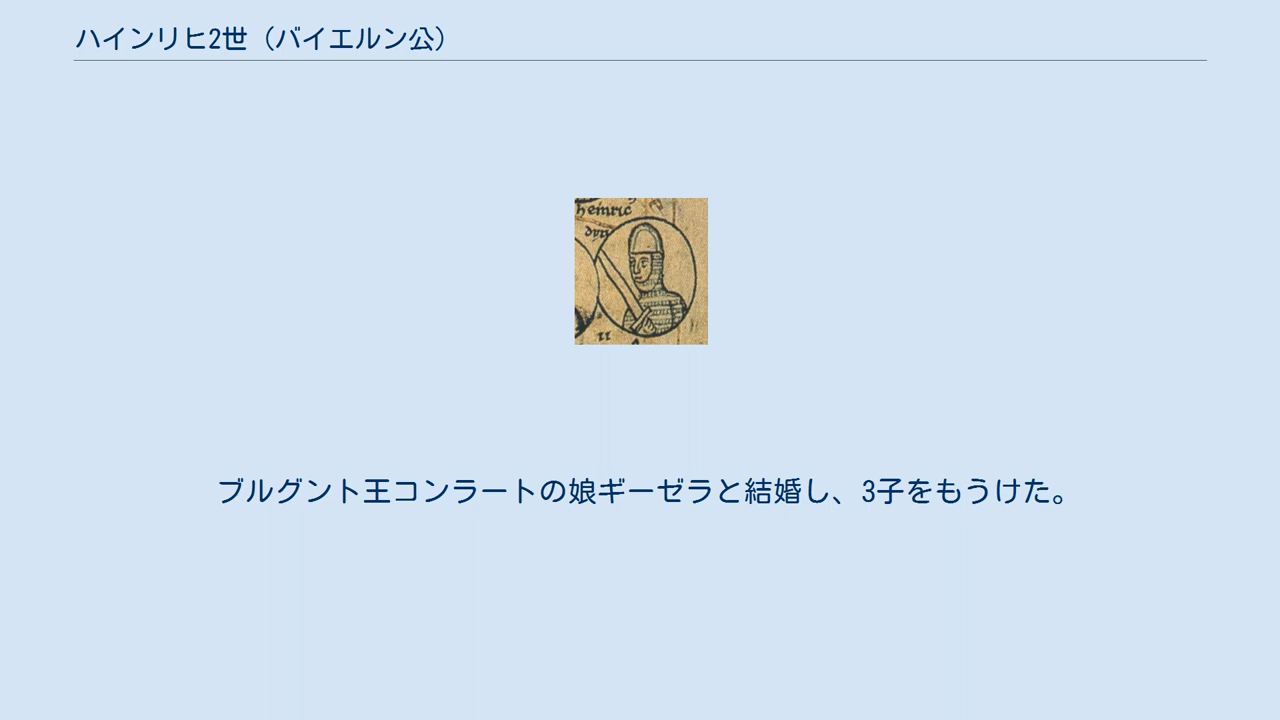 ハインリヒ2世（バイエルン公）
heinric
dux
ブルグント王コンラートの娘ギーゼラと結婚し、3子をもうけた。